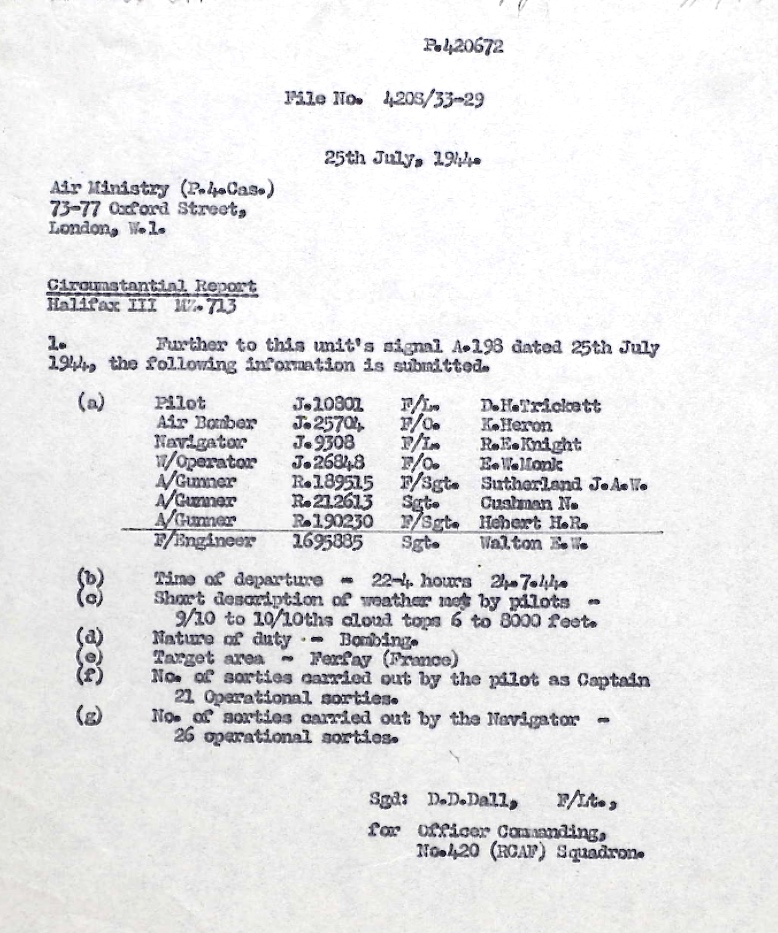 P.420672
File No. 420S/33-29
25th July, 1944.
Air Ministry (P.4.Cas.)
73-77 Oxford Street,
London, W.1.
Circumstantial Report
Halifax III MZ.713
1. Further to this unit's signal A.198 dated 25th July
1944, the following information is submitted.
(a) Pilot J.10801 F/L. D.H.Trickett
Air Bomber J.25704 F/O. K.Heron
Navigator J.9308 F/L. R.E.Knight
W/Operator J.26848 F/O. E.W.Monk
A/Gunner R.189515 F/Sgt. Sutherland J.A.W.
A/Gunner R.212613 Sgt. Cushman N.
A/Gunner R.190230 F/Sgt. Hebert H.R.
F/Engineer 1695885 Sgt. Walton E.W.
(b) Time of departure - 22-4 hours 24.7.44.
(c) Short description of weather met by pilots -
9/10 to 10/10ths cloud tops 6 to 8000 feet.
(d) Nature of duty - Bombing.
(e) Target area - Ferfay (France)
(f) No. of sorties carried out by the pilot as Captain
21 Operational sorties.
(g) No. of sorties carried out by the Navigator -
26 operational sorties.
Sgd: D.D.Dall, F/Lt.,
for Officer Commanding,
No.420 (RCAF) Squadron.